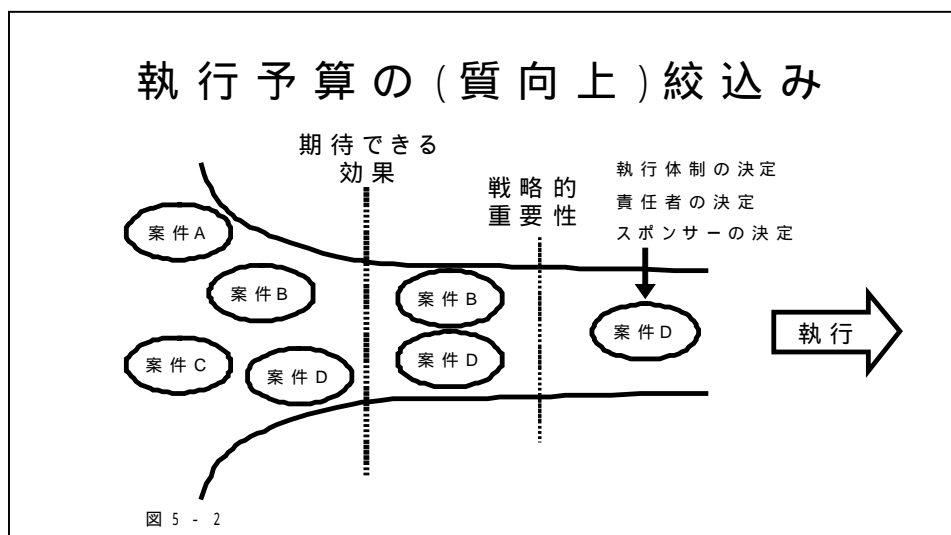 執行予算の(質向上)絞込み
期待できる
効果
戦略的
重要性
執行体制の決定
責任者の決定
スポンサーの決定
案件A
案件B
案件C
案件D
案件B
案件D
案件D
執行
図5-2